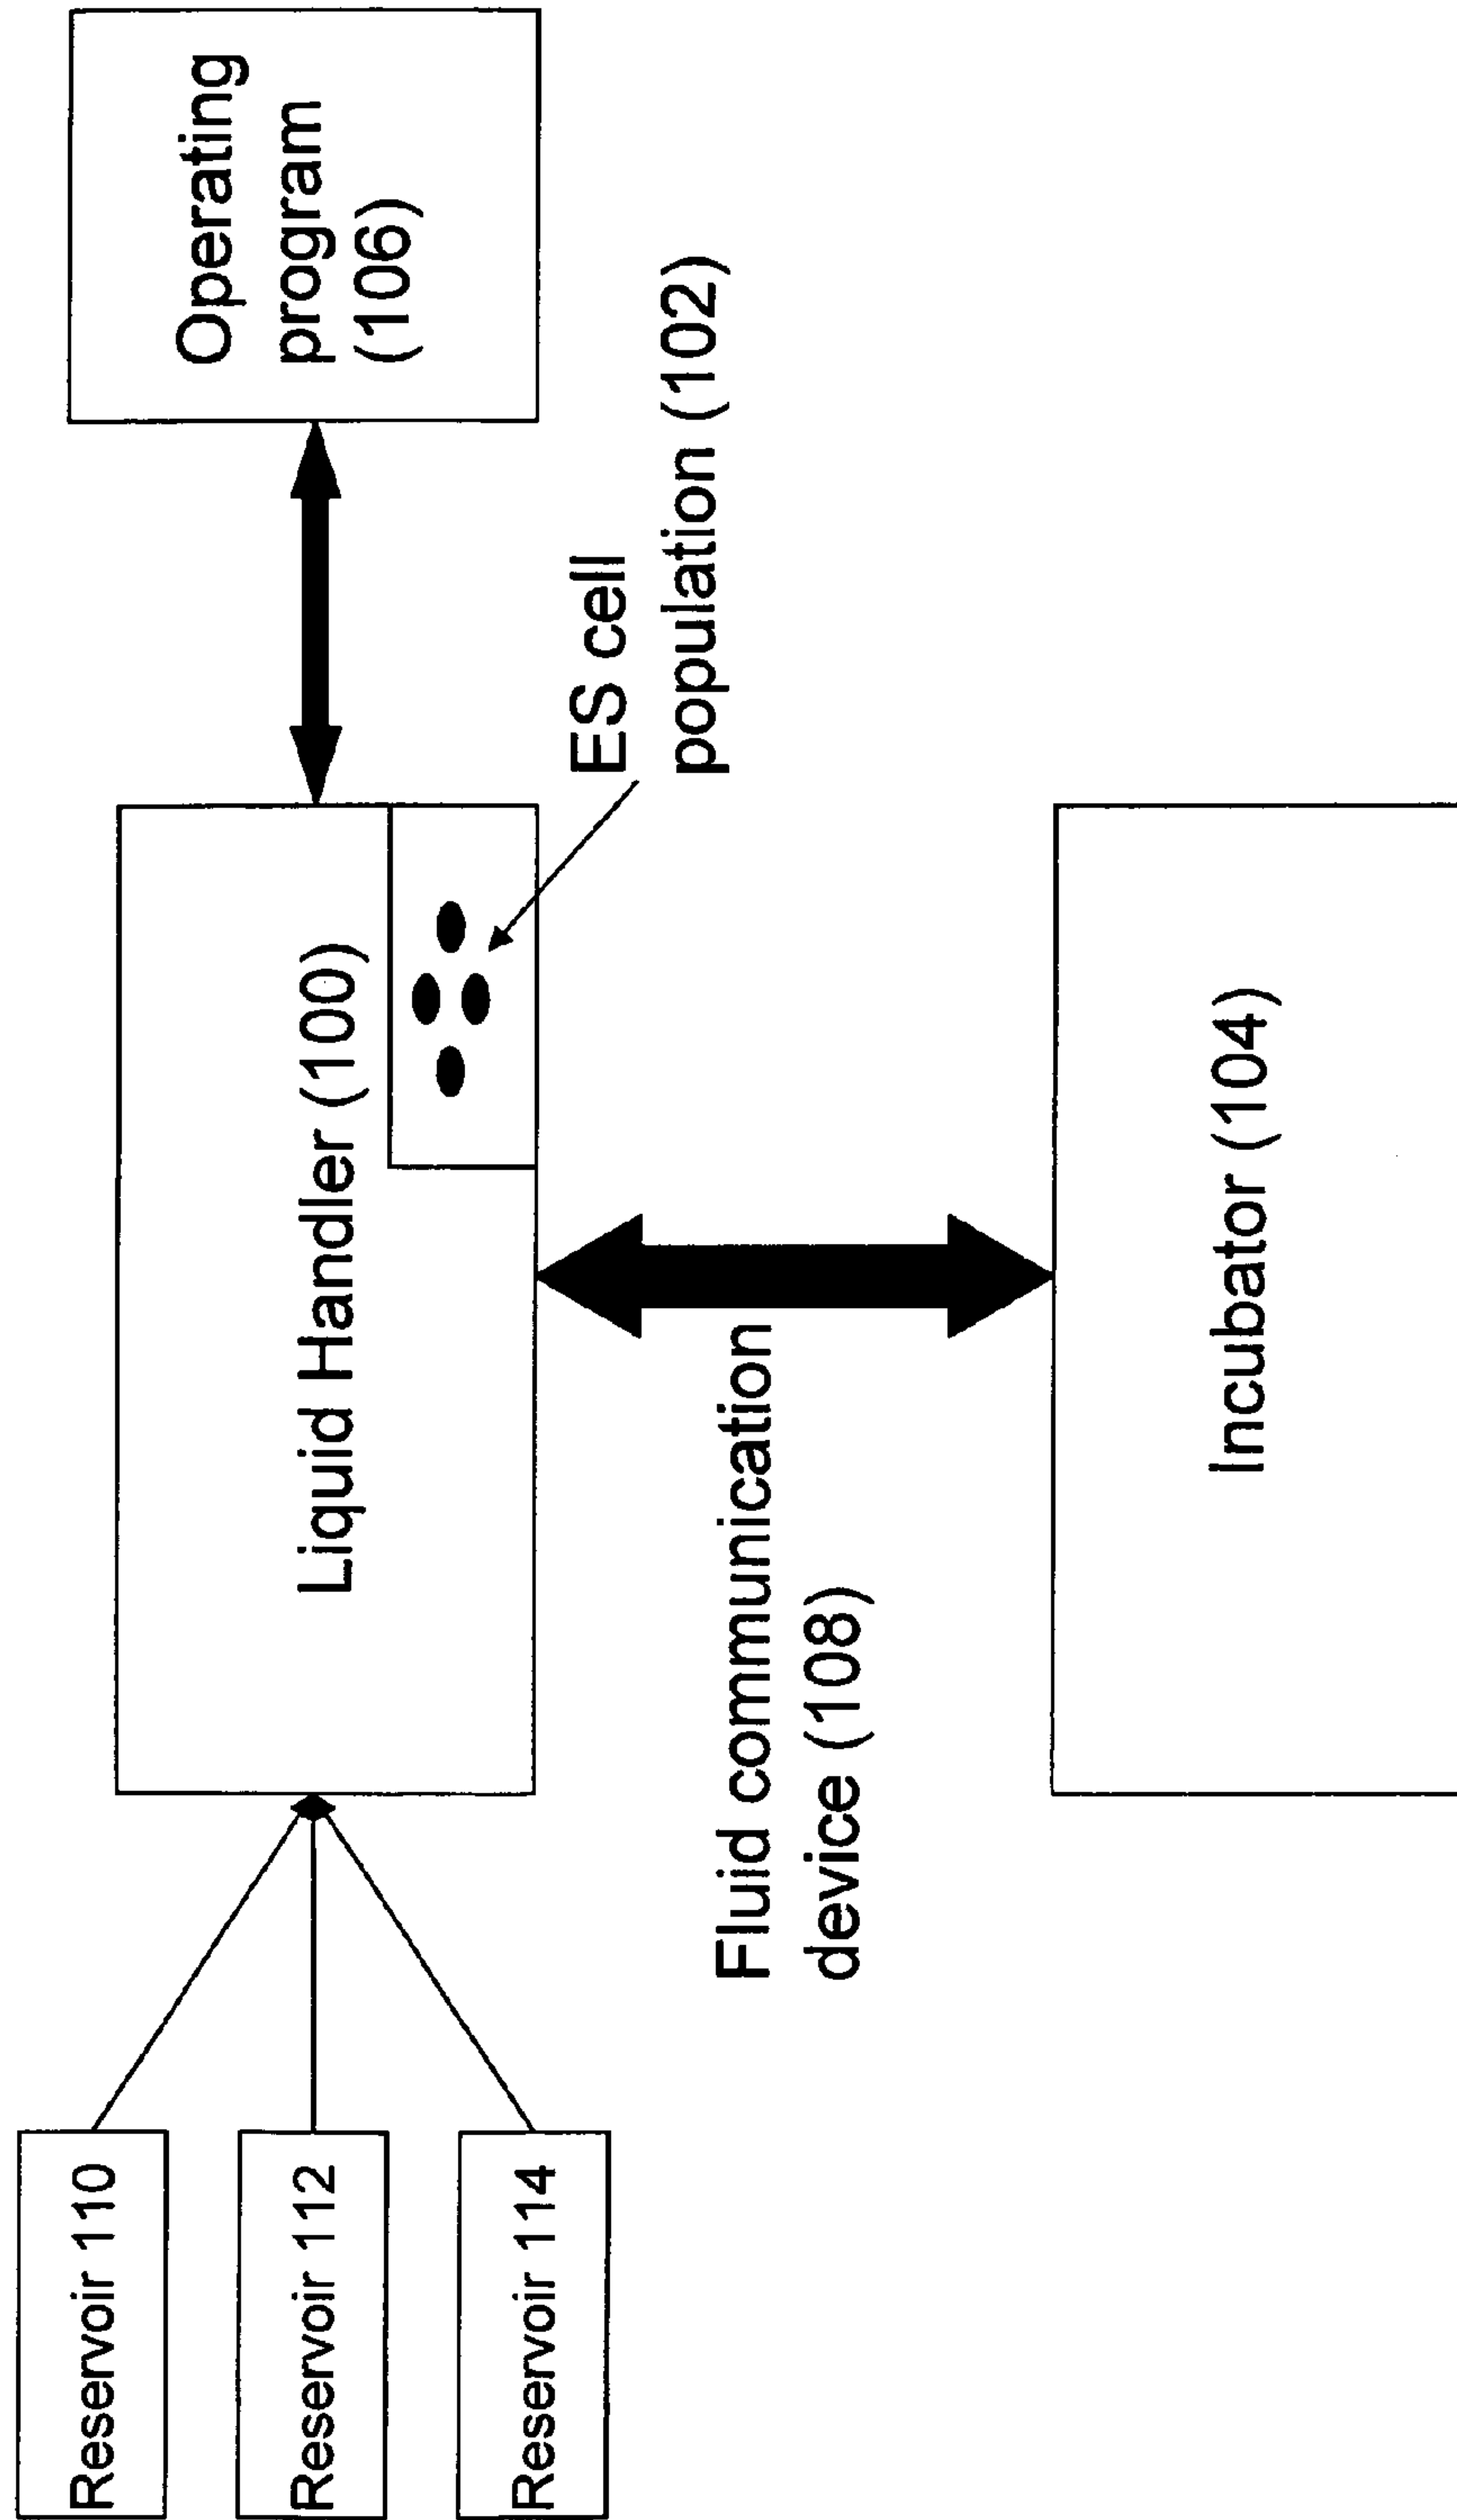 Reservoir 110
Reservoir 112
Reservoir 114
Liquid Handler (100)
Operating
program
(106)
ES cell
population (102)
Fluid communication
device (108)
Incubator (104)